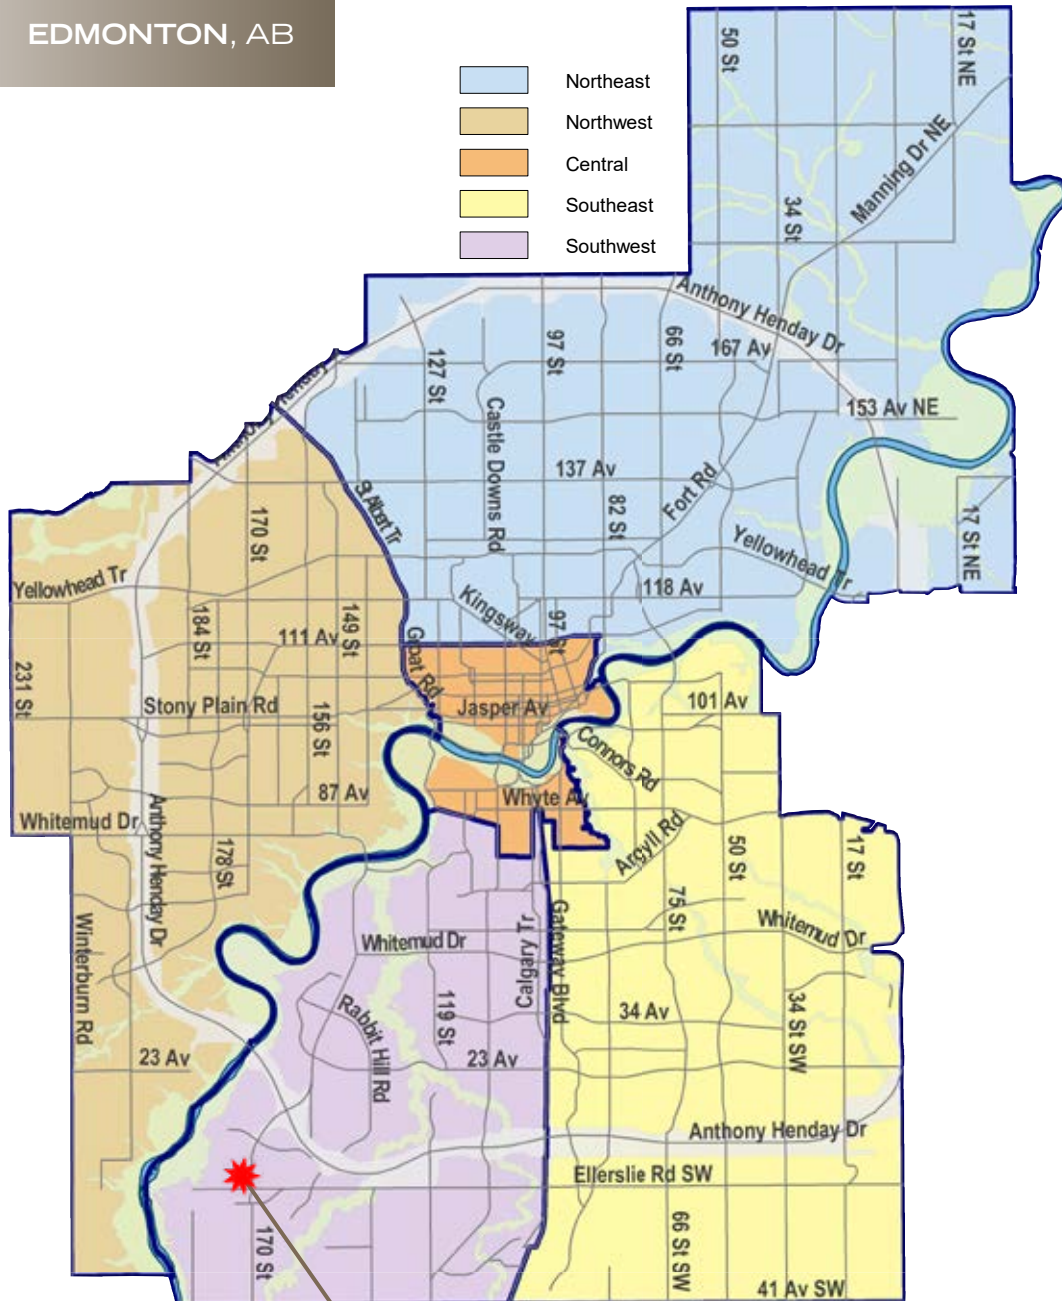 EDMONTON, AB
Northeast
Northwest
Central
Southeast
Southwest
17 St NE
50 St
Manning Dr NE
34 St
Anthony Henday Dr
97 St
66 St
167 Av
127 St
Anthony Henday
153 Av NE
Castle Downs Rd
137 Av
82 St
Fort Rd
St Albert Tr
170 St
17 St NE
Yellowhead Tr
Yellowhead Tr
118 Av
Kingsway
97 St
184 St
149 St
111 Av
Groat Rd
231 St
Stony Plain Rd
156 St
Jasper Av
101 Av
Connors Rd
87 Av
Whyte Av
Whitemud Dr
Anthony Henday Dr
178 St
Argyll Rd
50 St
17 St
75 St
Winterburn Rd
Whitemud Dr
Calgary Tr
Gateway Blvd
Whitemud Dr
Rabbit Hill Rd
119 St
34 Av
34 St SW
23 Av
23 Av
Anthony Henday Dr
Ellerslie Rd SW
170 St
66 St SW
41 Av SW